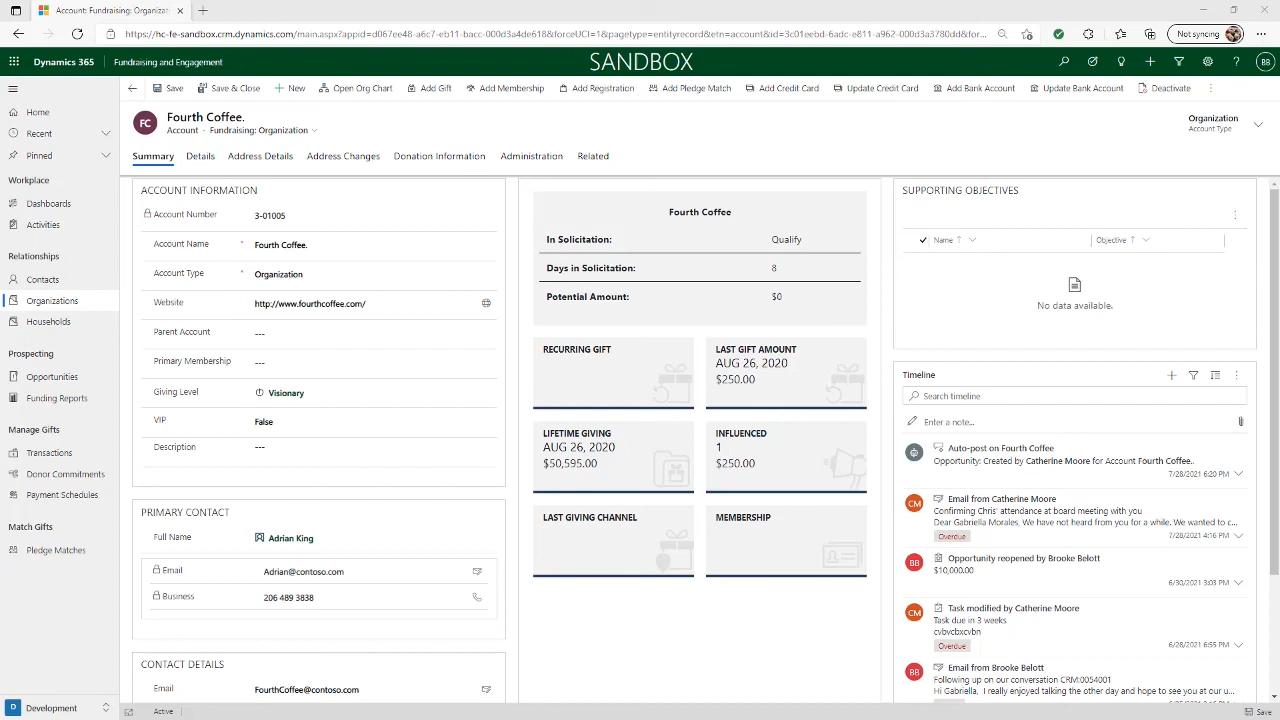 Account: Fundraising: Organiza
https://hc-fe-sandbox.crm.dynamics.com/main.aspx?appid=d067ee48-a6c7-eb11-bacc-000d3a4de618&forceUCI=1&pagetype=entityrecord&etn=account&id=3c01eebd-6adc-e811-a962-000d3a3780dd&for...
Not syncing
Dynamics 365
Fundraising and Engagement
SANDBOX
BB
Save
Save & Close
New
Open Org Chart
Add Gift
Add Membership
Add Registration
Add Pledge Match
Add Credit Card
Update Credit Card
Add Bank Account
Update Bank Account
Deactivate
Home
Recent
Pinned
Workplace
Dashboards
Activities
Relationships
Contacts
Organizations
Households
Prospecting
Opportunities
Funding Reports
Manage Gifts
Transactions
Donor Commitments
Payment Schedules
Match Gifts
Pledge Matches
D Development
FC
Fourth Coffee.
Account · Fundraising: Organization
Organization
Account Type
Summary
Details
Address Details
Address Changes
Donation Information
Administration
Related
ACCOUNT INFORMATION
Account Number 3-01005
Account Name * Fourth Coffee.
Account Type * Organization
Website http://www.fourthcoffee.com/
Parent Account ---
Primary Membership ---
Giving Level Visionary
VIP False
Description ---
PRIMARY CONTACT
Full Name Adrian King
Email Adrian@contoso.com
Business 206 489 3838
CONTACT DETAILS
Email FourthCoffee@contoso.com
Fourth Coffee
In Solicitation: Qualify
Days in Solicitation: 8
Potential Amount: $0
RECURRING GIFT
LAST GIFT AMOUNT
AUG 26, 2020
$250.00
LIFETIME GIVING
AUG 26, 2020
$50,595.00
INFLUENCED
1
$250.00
LAST GIVING CHANNEL
MEMBERSHIP
SUPPORTING OBJECTIVES
Name ↑
Objective ↑
No data available.
Timeline
Search timeline
Enter a note...
Auto-post on Fourth Coffee
Opportunity: Created by Catherine Moore for Account Fourth Coffee..
7/28/2021 6:20 PM
CM
Email from Catherine Moore
Confirming Chris' attendance at board meeting with you
Dear Gabriella Morales, We have not heard from you for a while. We wanted to c...
Overdue
7/28/2021 4:16 PM
BB
Opportunity reopened by Brooke Belott
$10,000.00
6/30/2021 3:03 PM
CM
Task modified by Catherine Moore
Task due in 3 weeks
cvbvcbxcvbn
Overdue
6/28/2021 6:55 PM
BB
Email from Brooke Belott
Following up on our conversation CRM:0054001
Hi Gabriella, I really enjoyed talking the other day and hope to see you at our u...
Active
Save